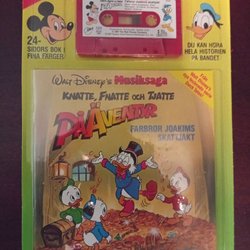 24-
SIDORS BOK I
FINA FÄRGER
DU KAN HÖRA
HELA HISTORIEN
PÅ BANDET
WALT DISNEY'S Musiksaga
KNATTE, FNATTE OCH TJATTE
PÅ ÄVENTYR
FARBROR JOAKIMS
SKATTJAKT